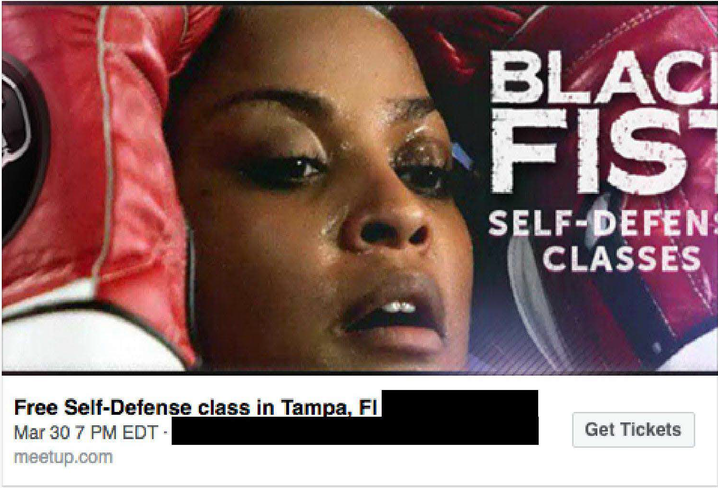 BLAC
FIST
SELF-DEFENS
CLASSES
Free Self-Defense class in Tampa, Fl
Mar 30 7 PM EDT ·
meetup.com
Get Tickets